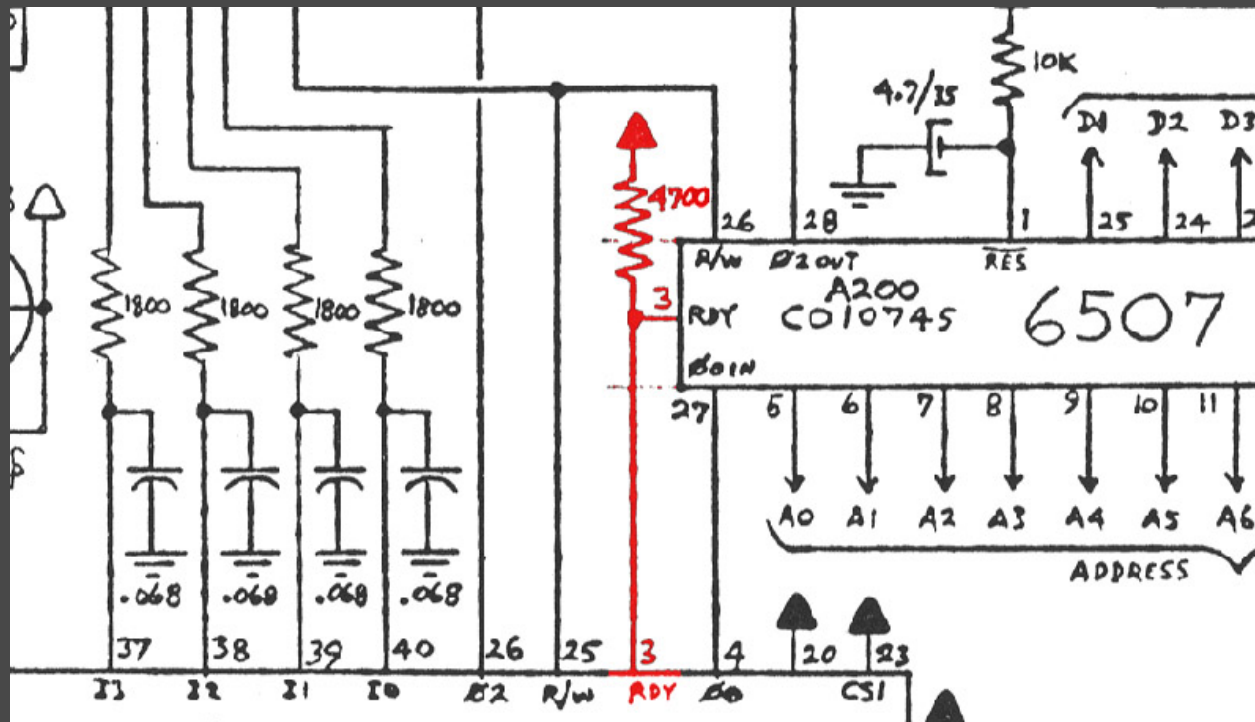 10K
4.7/35
D1 D2 D3
4700
26 28 1 25 24 2
R/W Ø2 OUT RES
3 RDY A200
CO10745 6507
1800 1800 1800 1800
Ø0IN
27 5 6 7 8 9 10 11
A0 A1 A2 A3 A4 A5 A6
ADDRESS
.068 .068 .068 .068
37 38 39 40 26 25 3 4 20 23
I3 I2 I1 I0 Ø2 R/W RDY Ø0 CS1